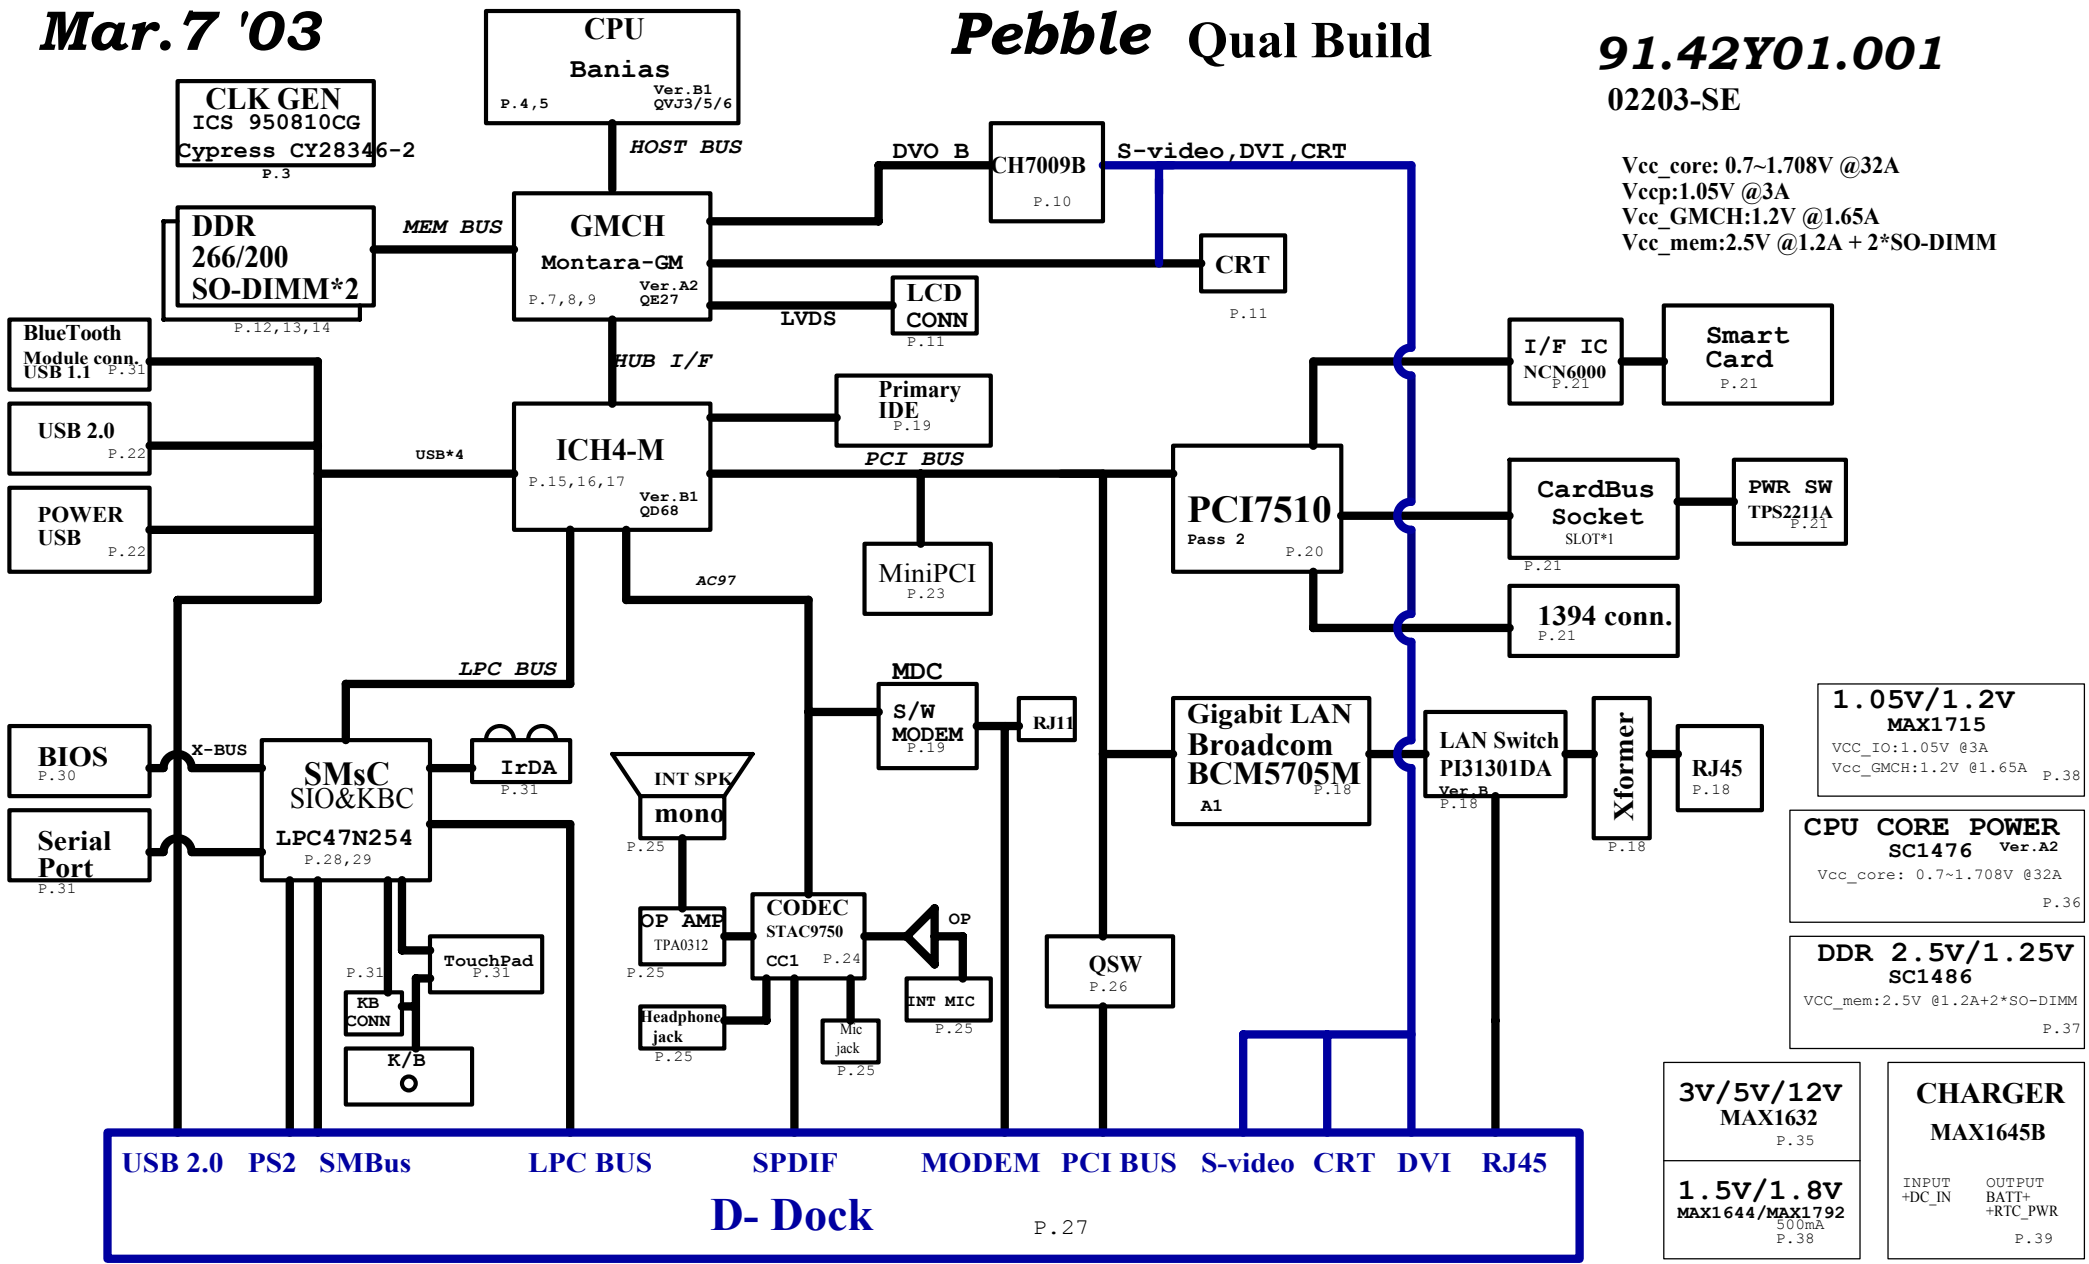 Mar.7 '03
Pebble Qual Build
91.42Y01.001
02203-SE
CPU
Banias
P.4,5
Ver.B1
QVJ3/5/6
CLK GEN
ICS 950810CG
Cypress CY28346-2
P.3
HOST BUS
DVO B
CH7009B
P.10
S-video,DVI,CRT
Vcc_core: 0.7~1.708V @32A
Vccp:1.05V @3A
Vcc_GMCH:1.2V @1.65A
Vcc_mem:2.5V @1.2A + 2*SO-DIMM
DDR
266/200
SO-DIMM*2
P.12,13,14
MEM BUS
GMCH
Montara-GM
P.7,8,9
Ver.A2
QE27
CRT
P.11
LCD
CONN
P.11
LVDS
HUB I/F
BlueTooth
Module conn.
USB 1.1
P.31
USB 2.0
P.22
POWER
USB
P.22
USB*4
ICH4-M
P.15,16,17
Ver.B1
QD68
Primary
IDE
P.19
PCI BUS
MiniPCI
P.23
PCI7510
Pass 2
P.20
I/F IC
NCN6000
P.21
Smart
Card
P.21
CardBus
Socket
SLOT*1
P.21
PWR SW
TPS2211A
P.21
1394 conn.
P.21
AC97
LPC BUS
MDC
S/W
MODEM
P.19
RJ11
BIOS
P.30
X-BUS
Serial
Port
P.31
SMsC
SIO&KBC
LPC47N254
P.28,29
IrDA
P.31
INT SPK
mono
P.25
Gigabit LAN
Broadcom
BCM5705M
P.18
A1
LAN Switch
PI31301DA
Ver.B
P.18
Xformer
P.18
RJ45
P.18
1.05V/1.2V
MAX1715
VCC_IO:1.05V @3A
Vcc_GMCH:1.2V @1.65A
P.38
CPU CORE POWER
SC1476
Ver.A2
Vcc_core: 0.7~1.708V @32A
P.36
DDR 2.5V/1.25V
SC1486
VCC_mem:2.5V @1.2A+2*SO-DIMM
P.37
OP AMP
TPA0312
P.25
CODEC
STAC9750
CC1
P.24
OP
INT MIC
P.25
Headphone
jack
P.25
Mic
jack
P.25
QSW
P.26
TouchPad
P.31
P.31
KB
CONN
K/B
3V/5V/12V
MAX1632
P.35
1.5V/1.8V
MAX1644/MAX1792
500mA
P.38
CHARGER
MAX1645B
INPUT
+DC_IN
OUTPUT
BATT+
+RTC_PWR
P.39
USB 2.0 PS2 SMBus LPC BUS SPDIF MODEM PCI BUS S-video CRT DVI RJ45
D- Dock
P.27